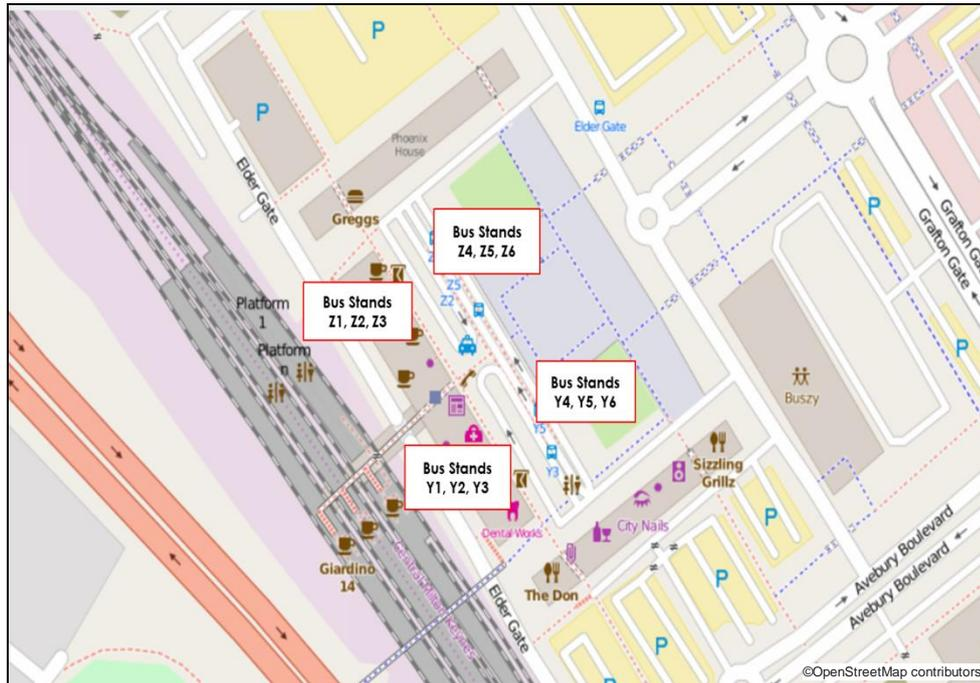 P
P
Phoenix
House
Elder Gate
Elder Gate
Grafton Gate
Grafton Gate
P
Greggs
Bus Stands
Z4, Z5, Z6
Z5
Z2
Bus Stands
Z1, Z2, Z3
Platform
1
Platform
P
Bus Stands
Y4, Y5, Y6
Buszy
Y5
Y3
Bus Stands
Y1, Y2, Y3
Sizzling
Grillz
City Nails
Dental Works
P
Avebury Boulevard
Avebury Boulevard
P
Giardino
14
The Don
Elder Gate
P
©OpenStreetMap contributors